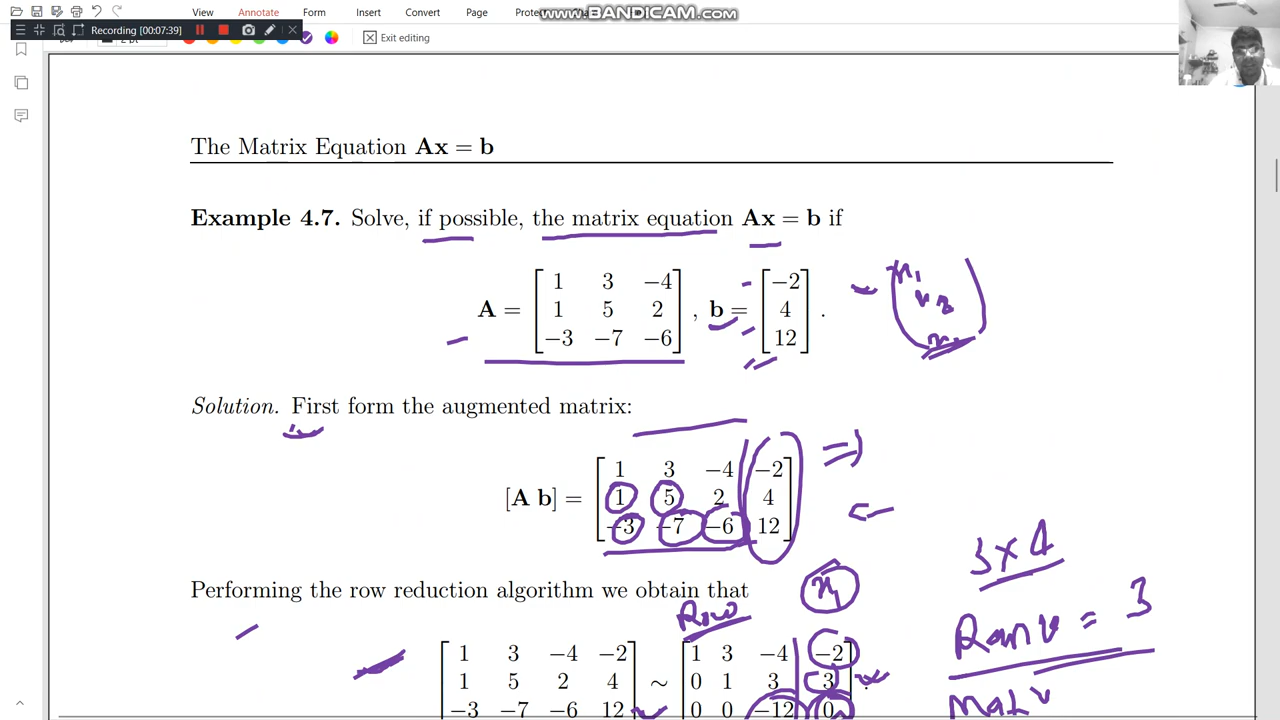 View Annotate Form Insert Convert Page Prote
www.BANDICAM.com
Recording (00:07:39)
Exit editing
The Matrix Equation Ax = b
Example 4.7. Solve, if possible, the matrix equation Ax = b if
A = [1 3 −4 / 1 5 2 / −3 −7 −6], b = [−2 / 4 / 12].
Solution. First form the augmented matrix:
[A b] = [1 3 −4 −2 / 1 5 2 4 / −3 −7 −6 12]
⇒
3 × 4
Performing the row reduction algorithm we obtain that
x1
Row
= 3
[1 3 −4 −2 / 1 5 2 4 / −3 −7 −6 12] ∼ [1 3 −4 −2 / 0 1 3 3 / 0 0 −12 0]